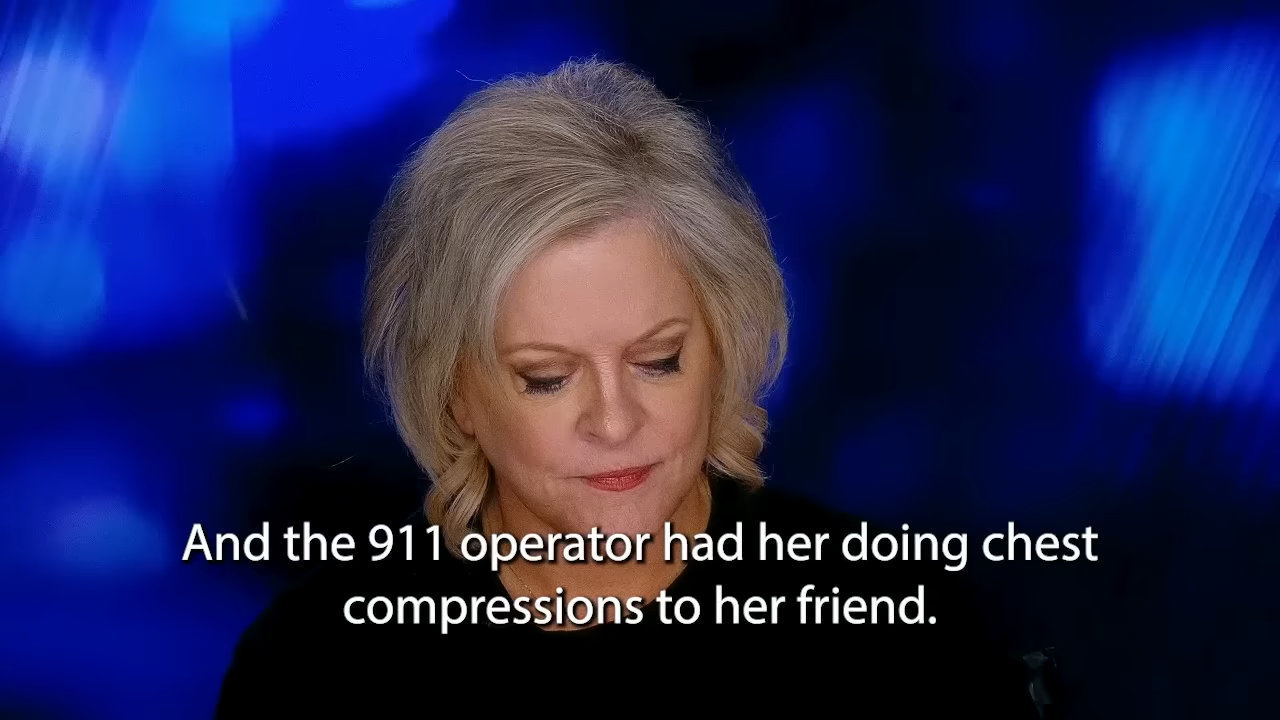 And the 911 operator had her doing chest
compressions to her friend.